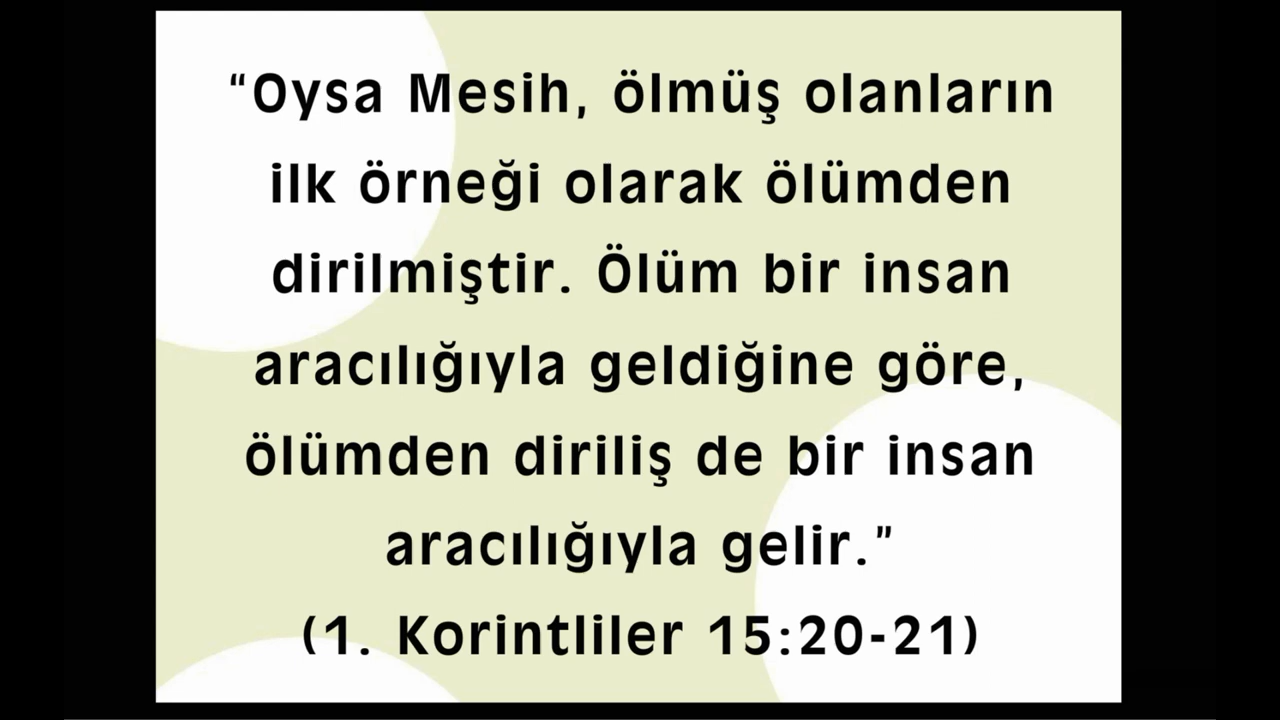 “Oysa Mesih, ölmüş olanların
ilk örneği olarak ölümden
dirilmiştir. Ölüm bir insan
aracılığıyla geldiğine göre,
ölümden diriliş de bir insan
aracılığıyla gelir.”
(1. Korintliler 15:20-21)